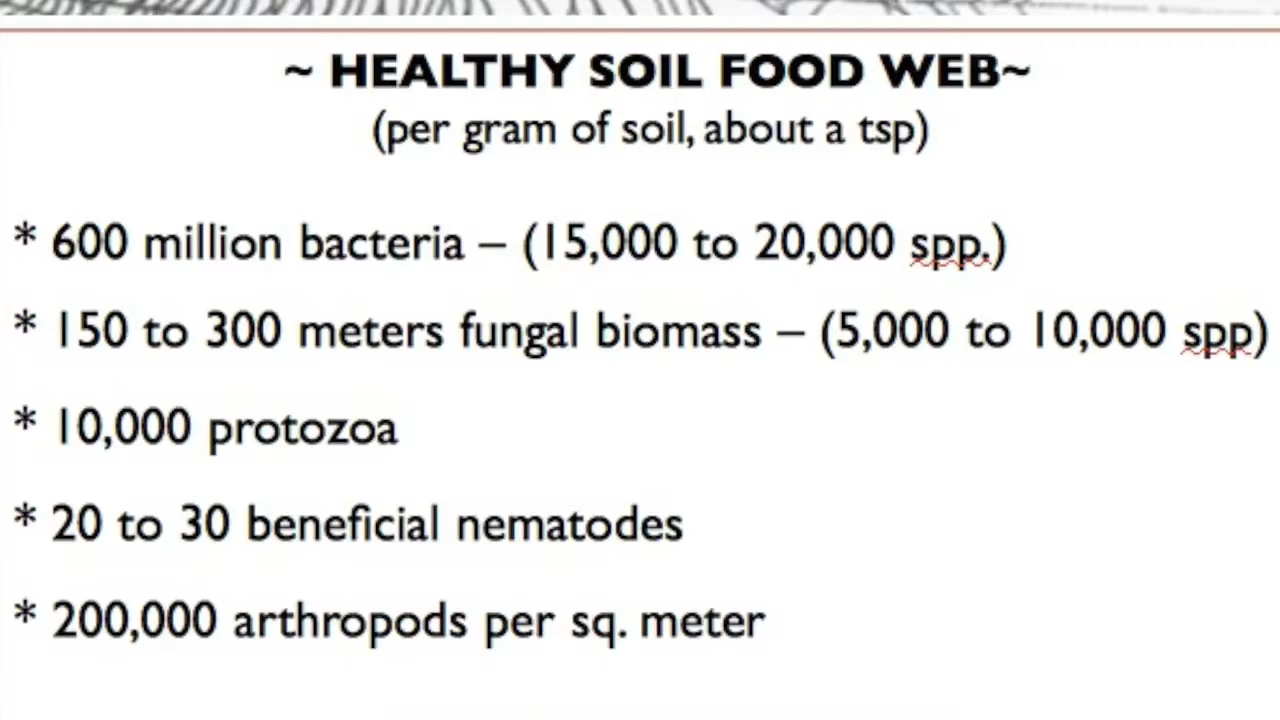 ~ HEALTHY SOIL FOOD WEB~
(per gram of soil, about a tsp)
* 600 million bacteria – (15,000 to 20,000 spp.)
* 150 to 300 meters fungal biomass – (5,000 to 10,000 spp)
* 10,000 protozoa
* 20 to 30 beneficial nematodes
* 200,000 arthropods per sq. meter